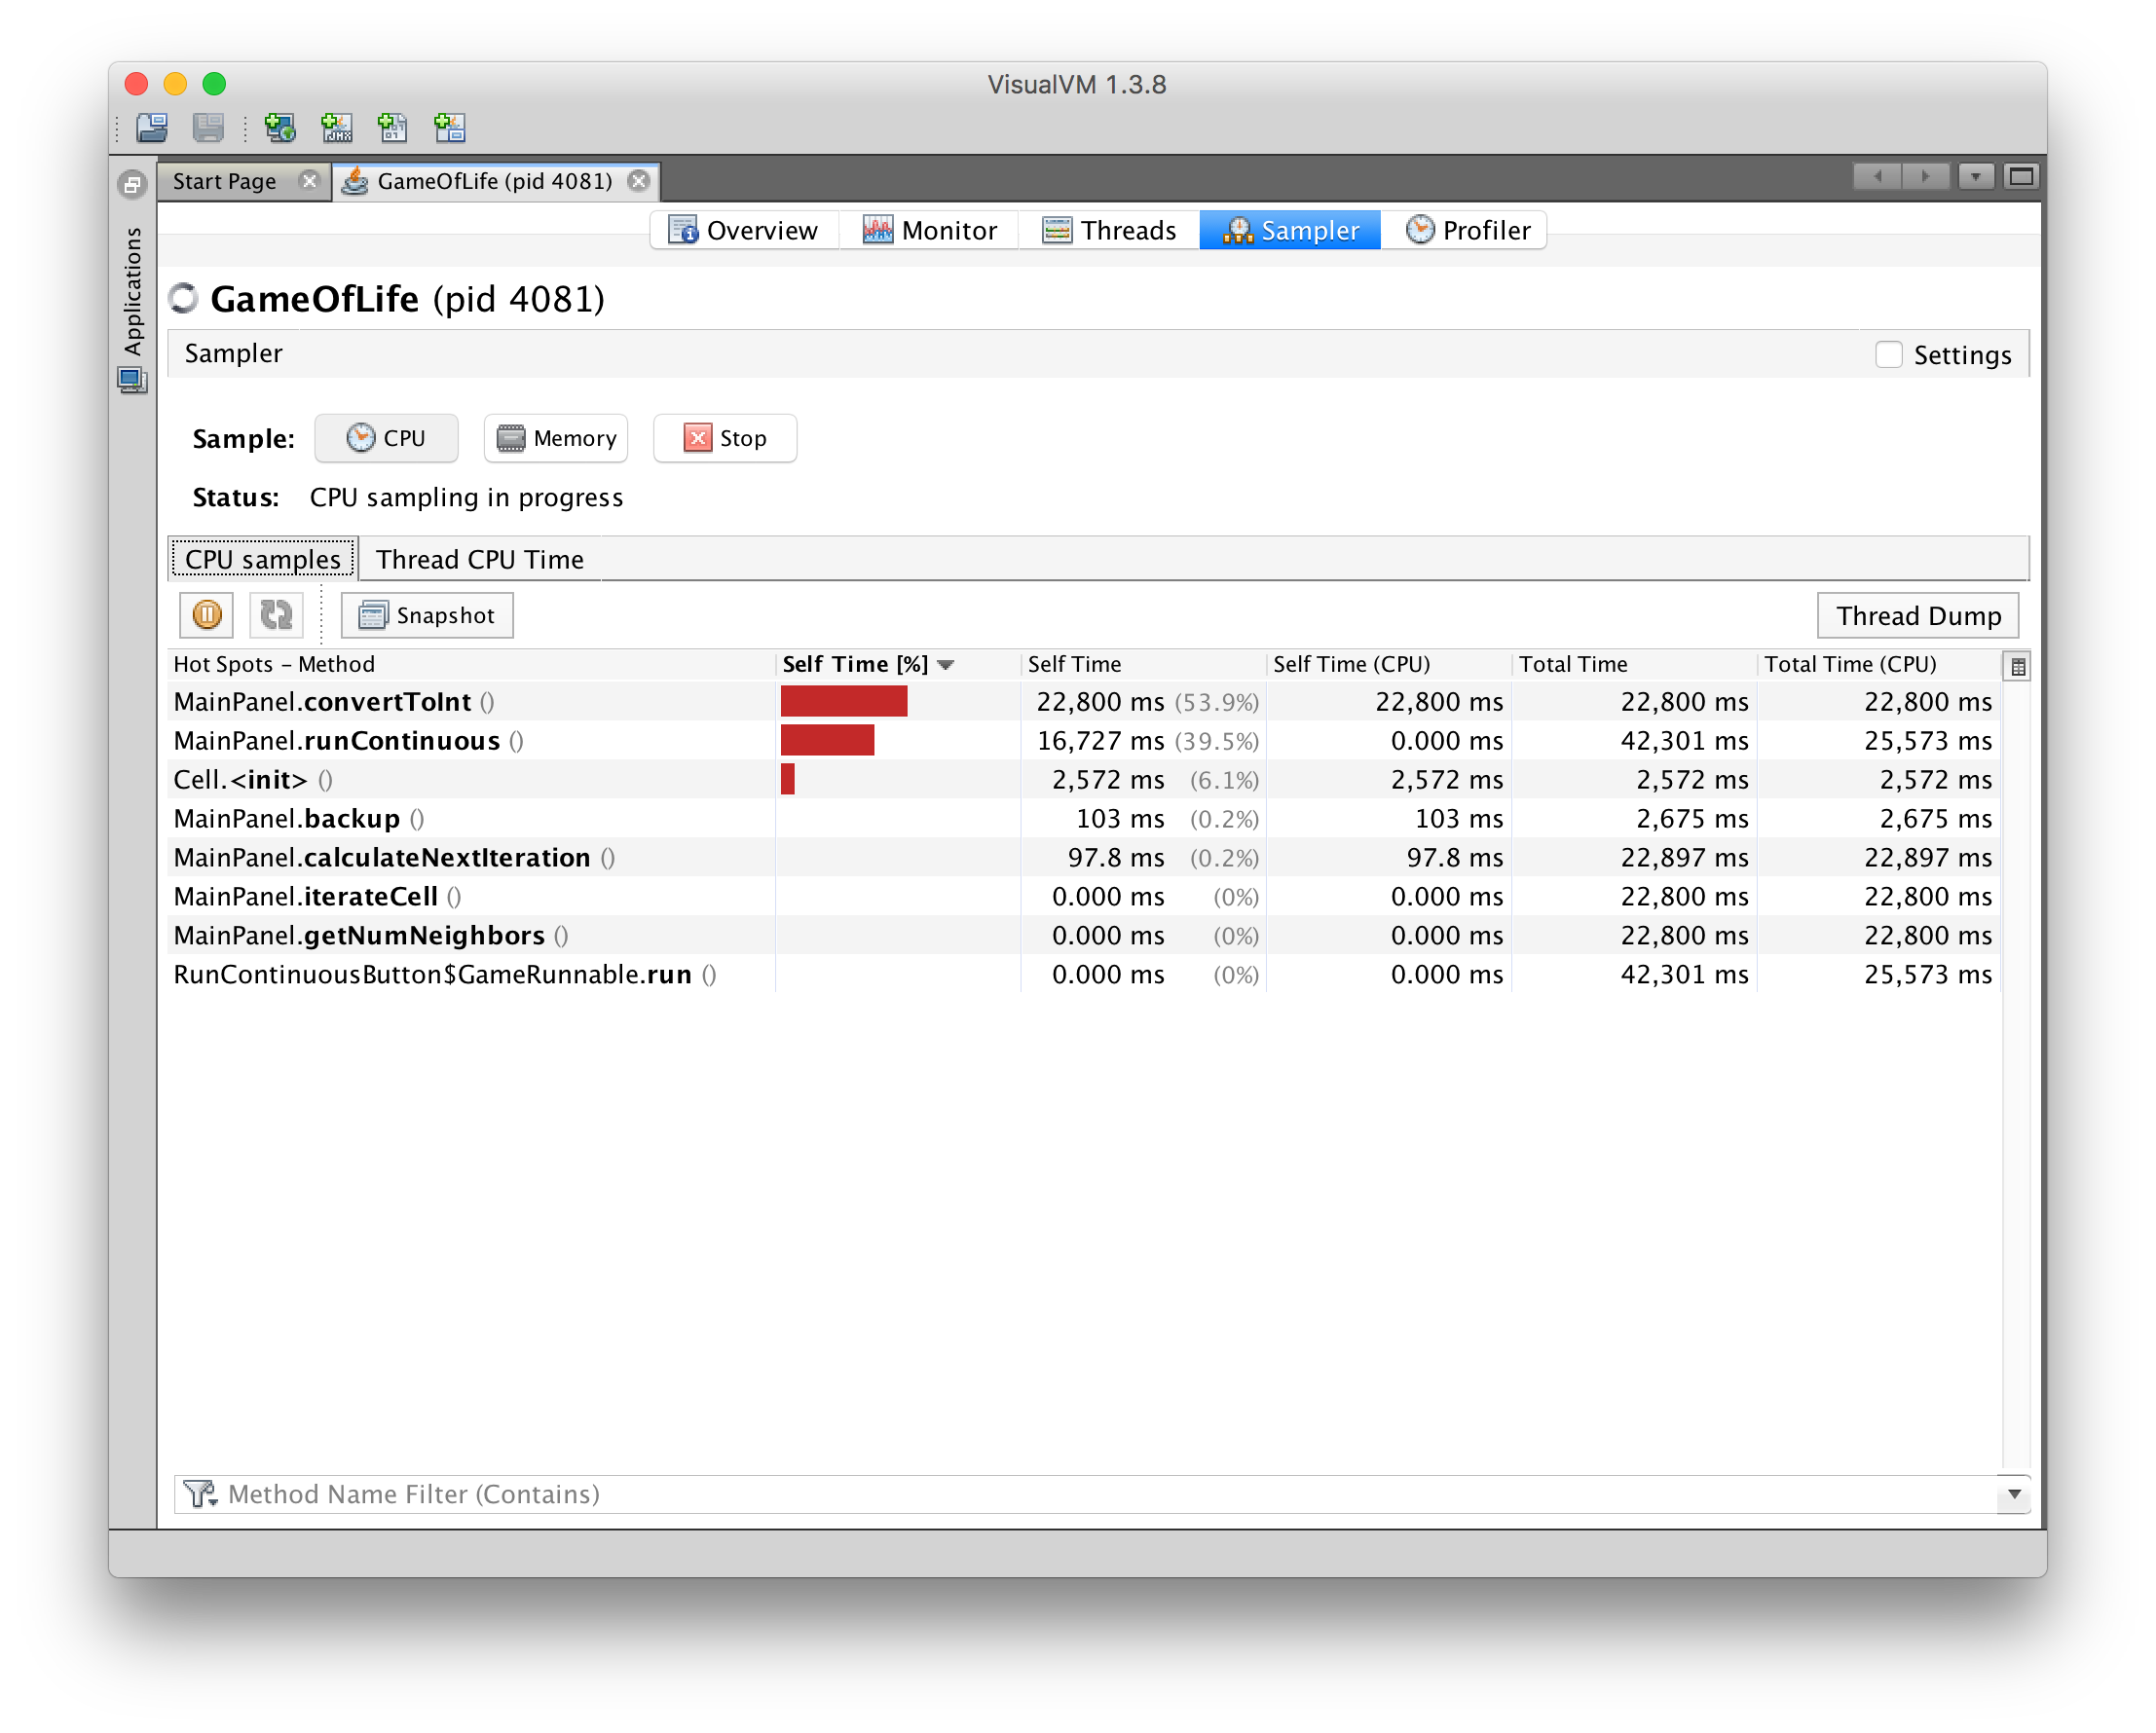 VisualVM 1.3.8
JMX
Applications
Start Page
GameOfLife (pid 4081)
Overview Monitor Threads Sampler Profiler
GameOfLife (pid 4081)
Sampler Settings
Sample: CPU Memory Stop
Status: CPU sampling in progress
CPU samples Thread CPU Time
Snapshot Thread Dump
Hot Spots – Method Self Time [%] Self Time Self Time (CPU) Total Time Total Time (CPU)
MainPanel.convertToInt () 22,800 ms (53.9%) 22,800 ms 22,800 ms 22,800 ms
MainPanel.runContinuous () 16,727 ms (39.5%) 0.000 ms 42,301 ms 25,573 ms
Cell.<init> () 2,572 ms (6.1%) 2,572 ms 2,572 ms 2,572 ms
MainPanel.backup () 103 ms (0.2%) 103 ms 2,675 ms 2,675 ms
MainPanel.calculateNextIteration () 97.8 ms (0.2%) 97.8 ms 22,897 ms 22,897 ms
MainPanel.iterateCell () 0.000 ms (0%) 0.000 ms 22,800 ms 22,800 ms
MainPanel.getNumNeighbors () 0.000 ms (0%) 0.000 ms 22,800 ms 22,800 ms
RunContinuousButton$GameRunnable.run () 0.000 ms (0%) 0.000 ms 42,301 ms 25,573 ms
Method Name Filter (Contains)